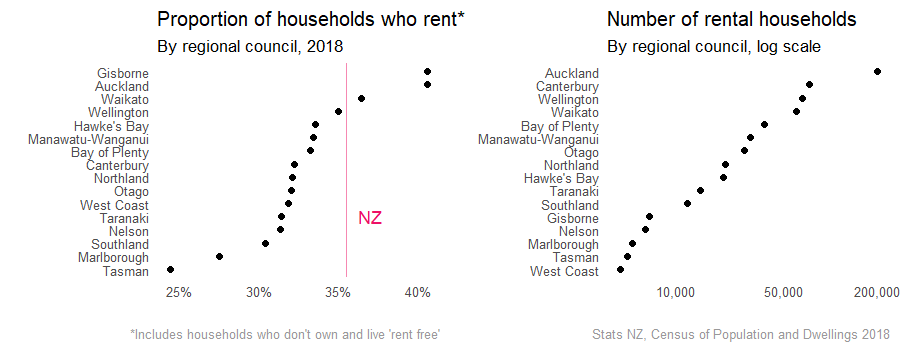 Proportion of households who rent*
By regional council, 2018
Gisborne
Auckland
Waikato
Wellington
Hawke's Bay
Manawatu-Wanganui
Bay of Plenty
Canterbury
Northland
Otago
West Coast
Taranaki
Nelson
Southland
Marlborough
Tasman
NZ
25% 30% 35% 40%
*Includes households who don't own and live 'rent free'
Number of rental households
By regional council, log scale
Auckland
Canterbury
Wellington
Waikato
Bay of Plenty
Manawatu-Wanganui
Otago
Northland
Hawke's Bay
Taranaki
Southland
Gisborne
Nelson
Marlborough
Tasman
West Coast
10,000 50,000 200,000
Stats NZ, Census of Population and Dwellings 2018